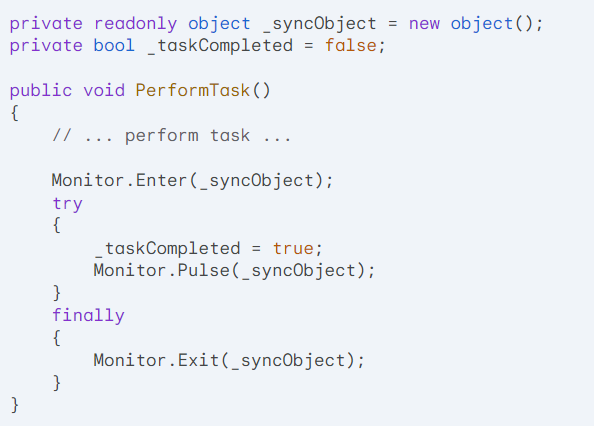 private readonly object _syncObject = new object();
private bool _taskCompleted = false;

public void PerformTask()
{
    // ... perform task ...

    Monitor.Enter(_syncObject);
    try
    {
        _taskCompleted = true;
        Monitor.Pulse(_syncObject);
    }
    finally
    {
        Monitor.Exit(_syncObject);
    }
}